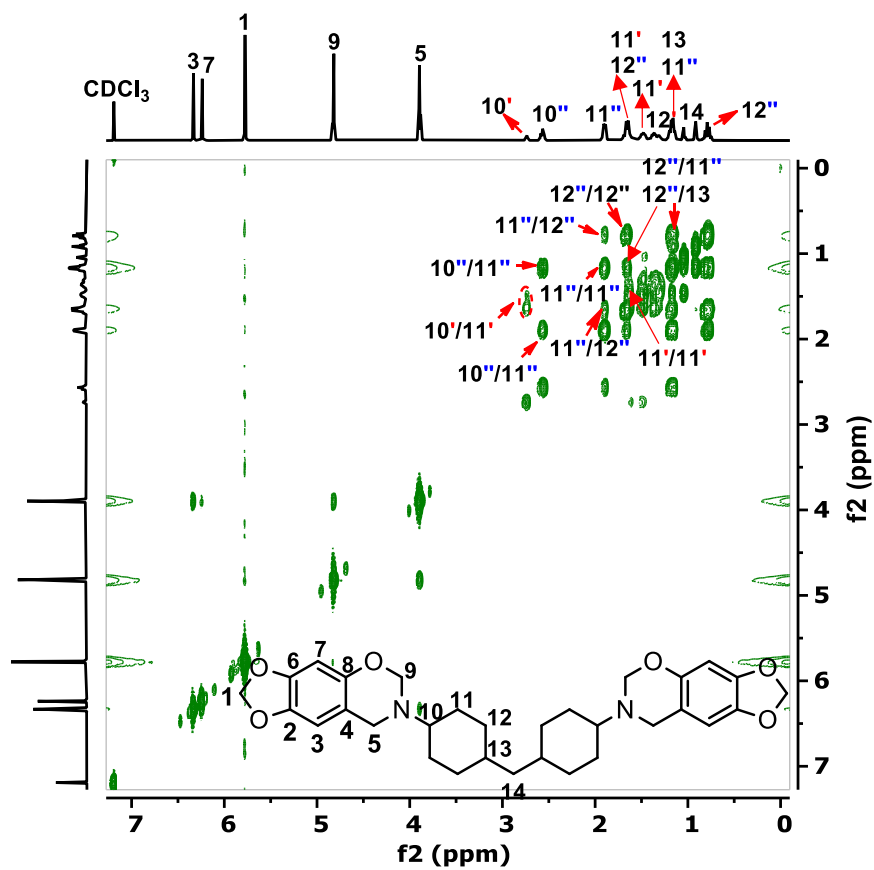 1
11' 13
9
5
3 7
12" 11"
CDCl3
11'
10' 10"
11" 12 14 12"
0
12"/11"
12"/12" 12"/13
11"/12"
1
10"/11"
11"/11"
10'/11'
2
11"/12" 11'/11'
10"/11"
3
4
f2 (ppm)
5
7
O 6 8 O 9
O
O
6
1
11
O 10 N
N O
2 4 12
3 5
13
7
14
7 6 5 4 3 2 1 0
f2 (ppm)